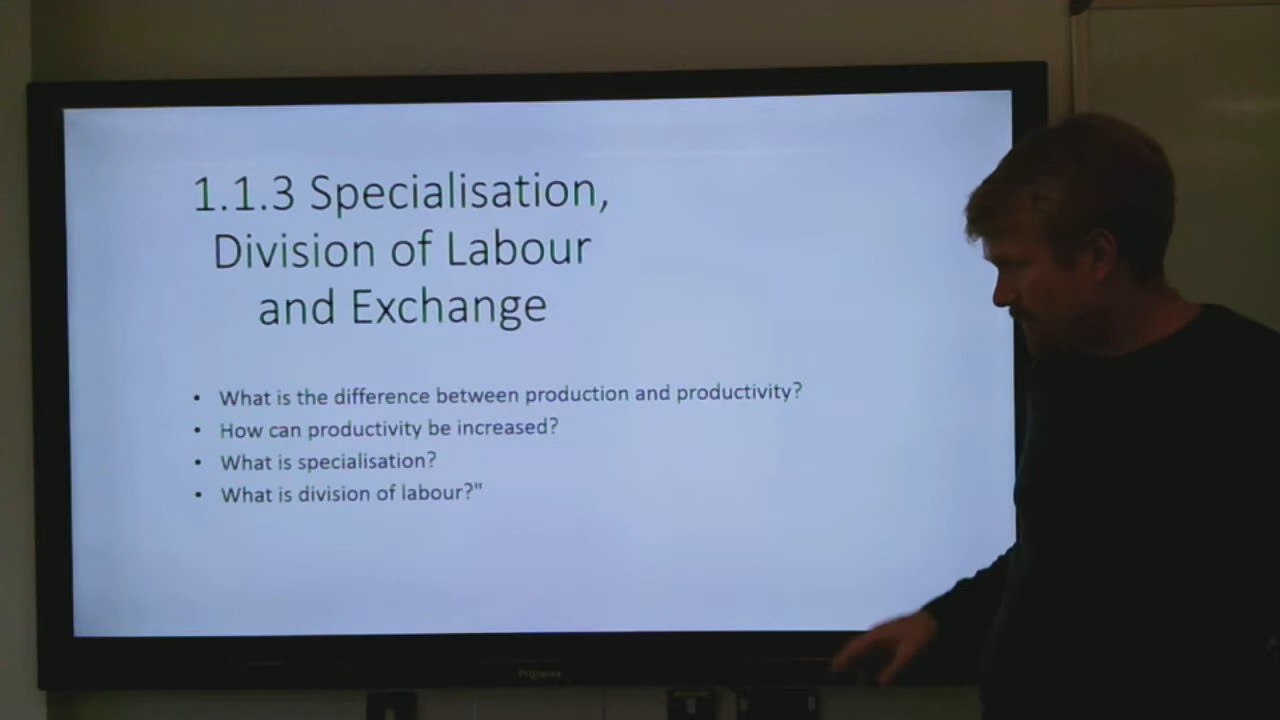 1.1.3 Specialisation,
Division of Labour
and Exchange
• What is the difference between production and productivity?
• How can productivity be increased?
• What is specialisation?
• What is division of labour?"